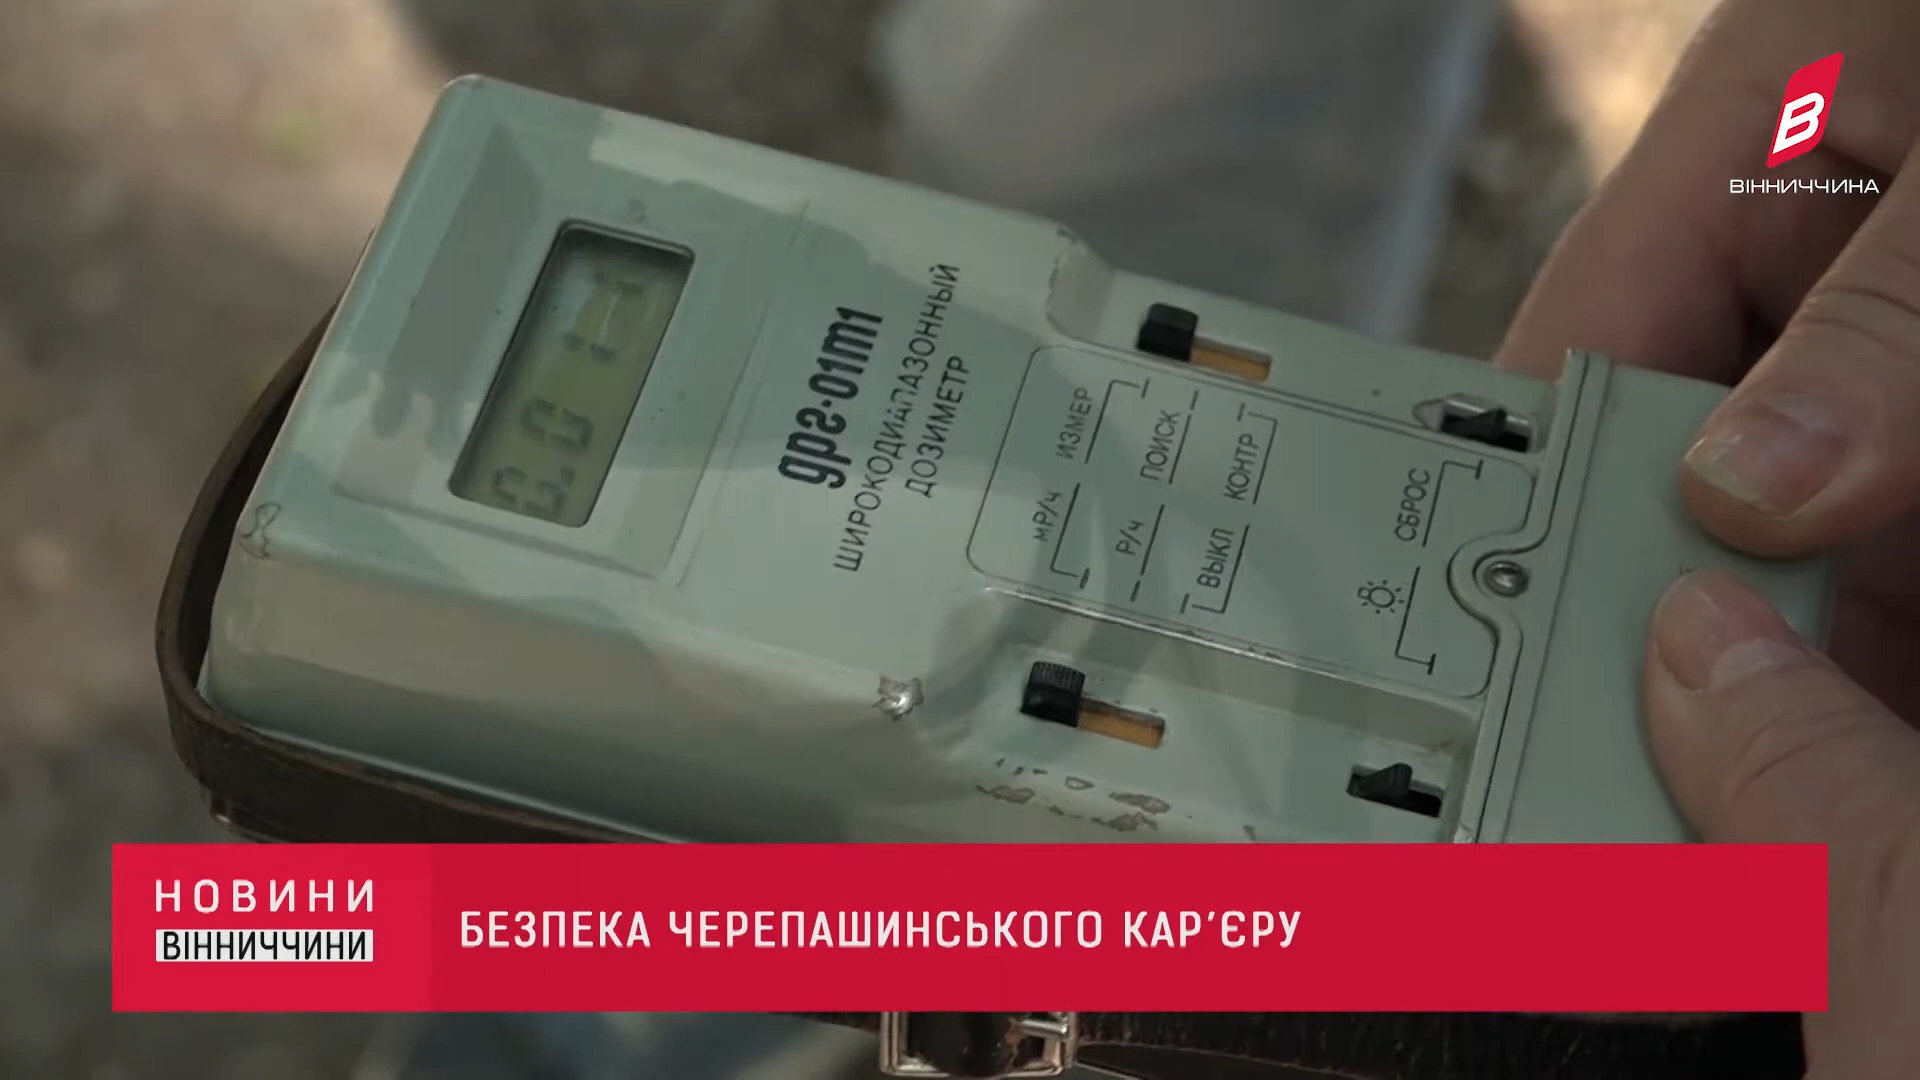 В
ВІННИЧЧИНА
дрг-01т1
ШИРОКОДИАПАЗОННЫЙ
ДОЗИМЕТР
мР/ч ИЗМЕР
Р/ч ПОИСК
ВЫКЛ КОНТР
СБРОС
НОВИНИ
ВІННИЧЧИНИ
БЕЗПЕКА ЧЕРЕПАШИНСЬКОГО КАР'ЄРУ